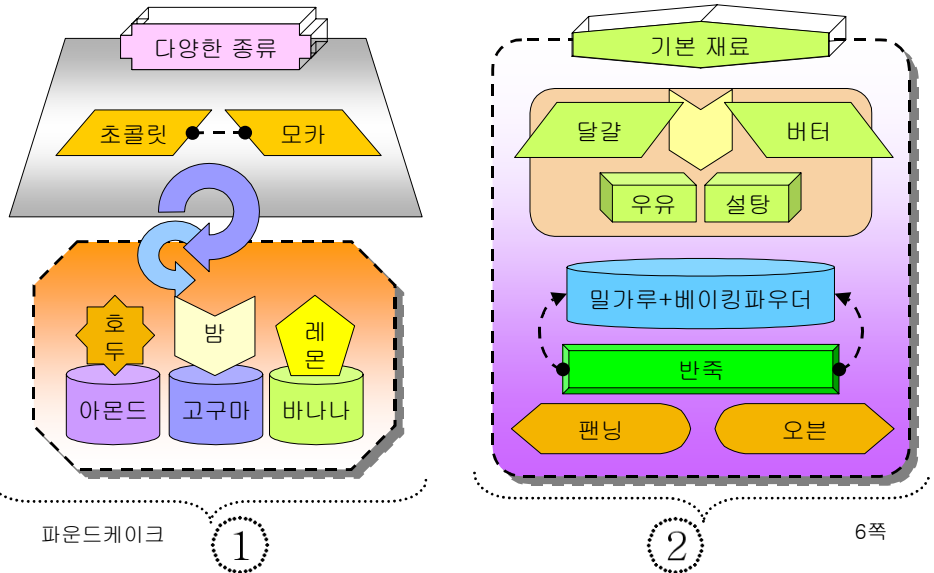 다양한 종류
초콜릿
모카
호
두
밤
레
몬
아몬드
고구마
바나나
파운드케이크
1
기본 재료
달걀
버터
우유
설탕
밀가루+베이킹파우더
반죽
팬닝
오븐
2
6쪽